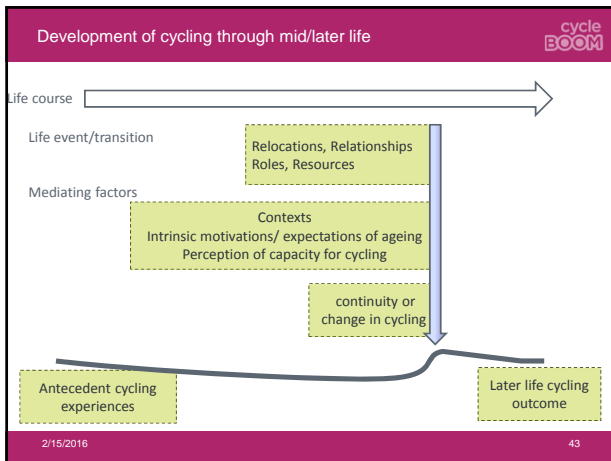 Development of cycling through mid/later life
cycle
BOOM
Life course
Life event/transition
Relocations, Relationships
Roles, Resources
Mediating factors
Contexts
Intrinsic motivations/ expectations of ageing
Perception of capacity for cycling
continuity or
change in cycling
Antecedent cycling
experiences
Later life cycling
outcome
2/15/2016
43